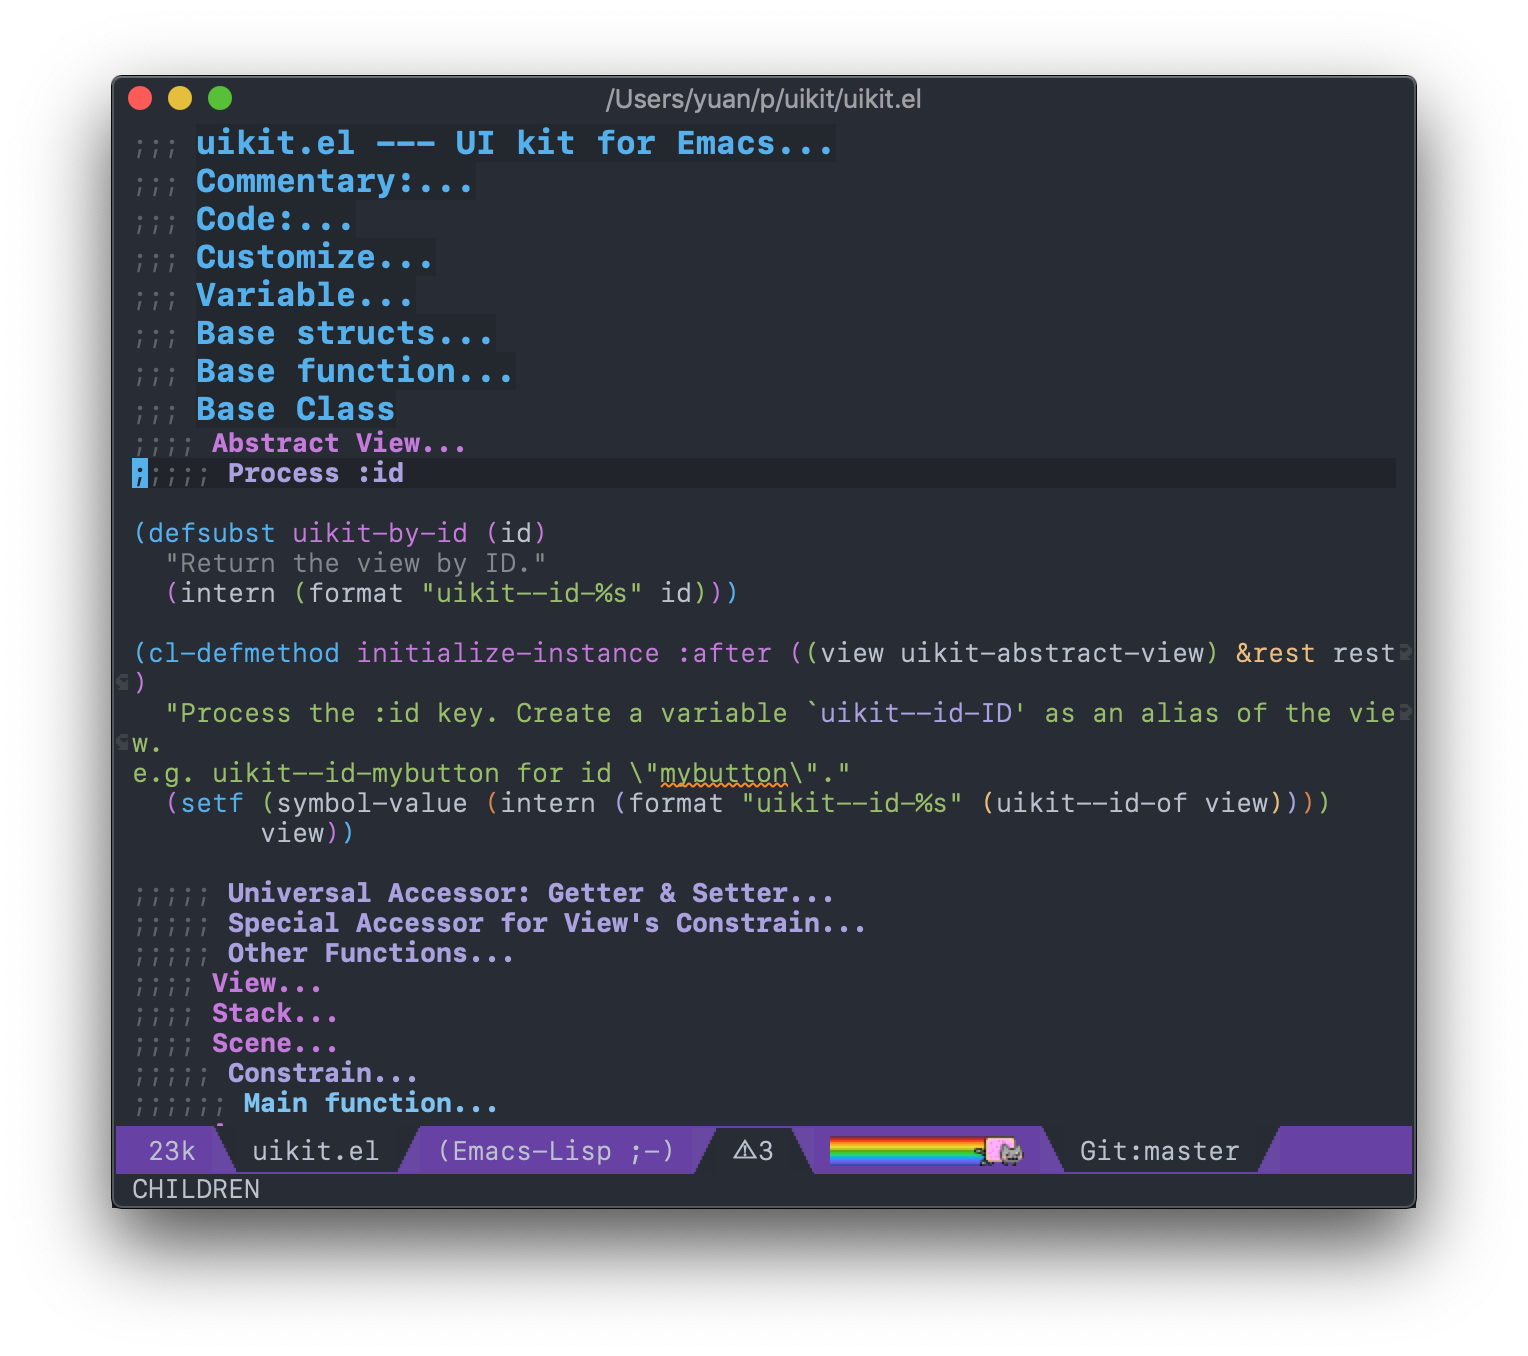 /Users/yuan/p/uikit/uikit.el
;;; uikit.el --- UI kit for Emacs...
;;; Commentary:...
;;; Code:...
;;; Customize...
;;; Variable...
;;; Base structs...
;;; Base function...
;;; Base Class
;;;; Abstract View...
;;;;; Process :id
(defsubst uikit-by-id (id)
"Return the view by ID."
(intern (format "uikit--id-%s" id)))
(cl-defmethod initialize-instance :after ((view uikit-abstract-view) &rest rest
)
"Process the :id key. Create a variable `uikit--id-ID' as an alias of the vie
w.
e.g. uikit--id-mybutton for id \"mybutton\"."
(setf (symbol-value (intern (format "uikit--id-%s" (uikit--id-of view))))
view))
;;;;; Universal Accessor: Getter & Setter...
;;;;; Special Accessor for View's Constrain...
;;;;; Other Functions...
;;;; View...
;;;; Stack...
;;;; Scene...
;;;;; Constrain...
;;;;;; Main function...
23k uikit.el (Emacs-Lisp ;-) ⚠3 Git:master
CHILDREN